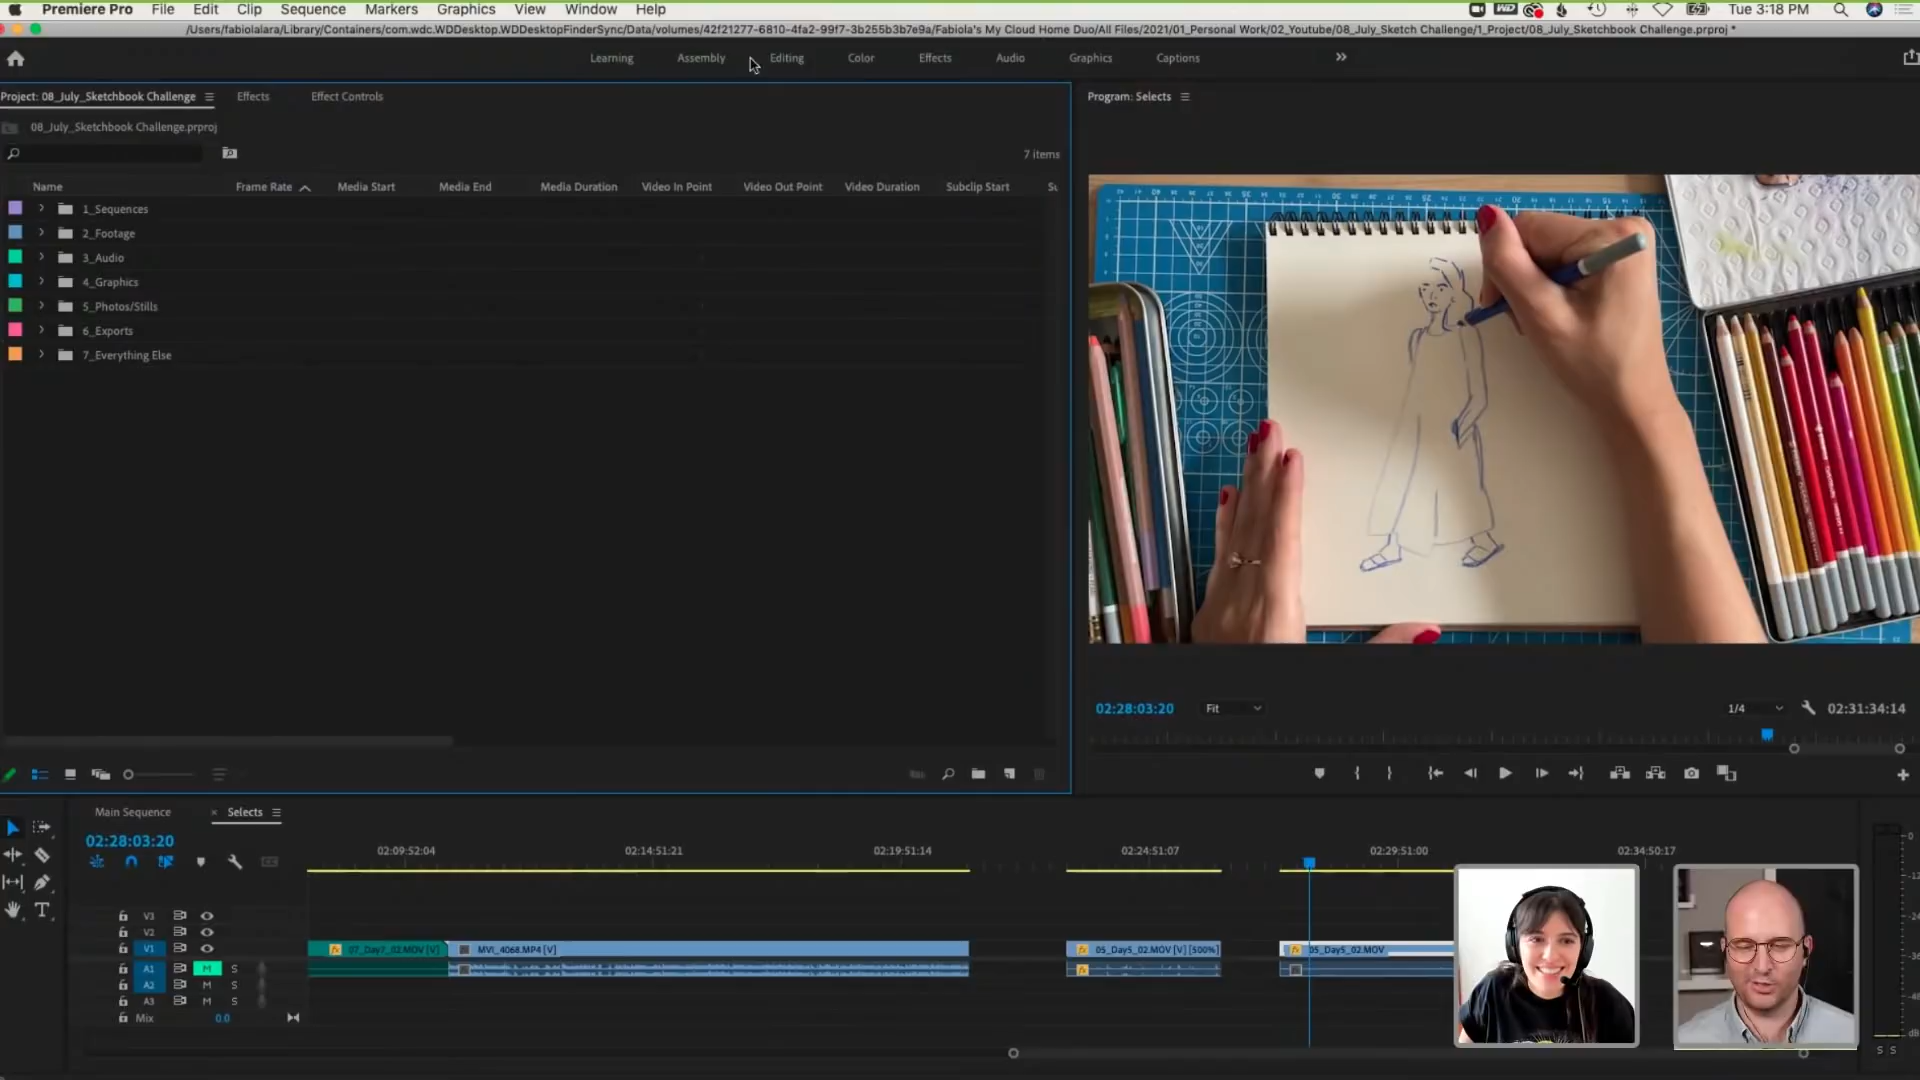 Premiere Pro File Edit Clip Sequence Markers Graphics View Window Help Tue 3:18 PM
/Users/fabiolalara/Library/Containers/com.wdc.WDDesktop.WDDesktopFinderSync/Data/volumes/42f21277-6810-4fa2-99f7-3b255b3b7e9a/Fabiola's My Cloud Home Duo/All Files/2021/01_Personal Work/02_Youtube/08_July_Sketch Challenge/1_Project/08_July_Sketchbook Challenge.prproj *
Learning Assembly Editing Color Effects Audio Graphics Captions
Project: 08_July_Sketchbook Challenge Effects Effect Controls Program: Selects
08_July_Sketchbook Challenge.prproj
7 items
Name Frame Rate Media Start Media End Media Duration Video In Point Video Out Point Video Duration Subclip Start Su
1_Sequences
2_Footage
3_Audio
4_Graphics
5_Photos/Stills
6_Exports
7_Everything Else
02:28:03:20 Fit 1/4 02:31:34:14
Main Sequence × Selects
02:28:03:20
02:09:52:04 02:14:51:21 02:19:51:14 02:24:51:07 02:29:51:00 02:34:50:17
V3
V2
V1 fx 07_Day7_02.MOV [V] MVI_4068.MP4 [V] fx 05_Day5_02.MOV [V] [500%] fx 05_Day5_02.MOV
A1 M S
A2 M S
A3 M S
Mix 0.0
S S